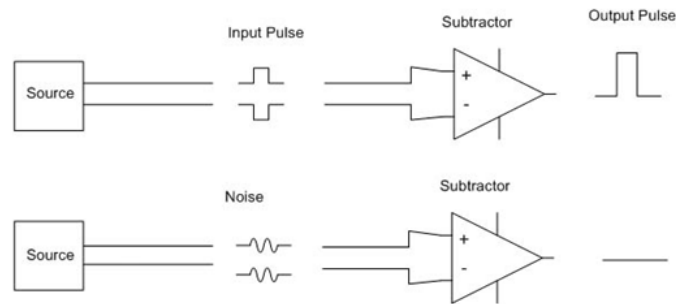 Output Pulse
Input Pulse
Subtractor
Source
+
-
Noise
Subtractor
Source
+
-